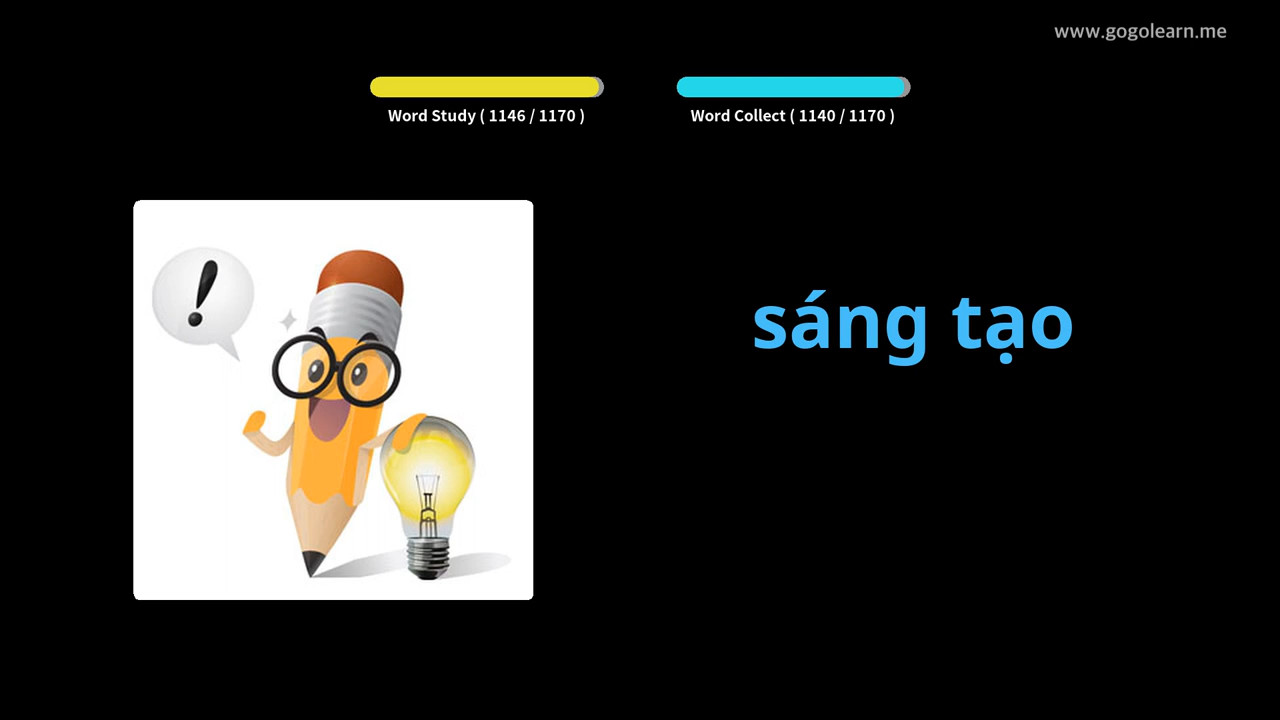 www.gogolearn.me
Word Study ( 1146 / 1170 )
Word Collect ( 1140 / 1170 )
!
sáng tạo